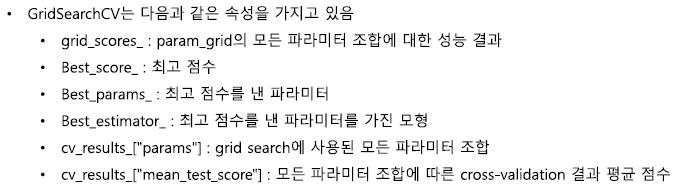 • GridSearchCV는 다음과 같은 속성을 가지고 있음
• grid_scores_ : param_grid의 모든 파라미터 조합에 대한 성능 결과
• Best_score_ : 최고 점수
• Best_params_ : 최고 점수를 낸 파라미터
• Best_estimator_ : 최고 점수를 낸 파라미터를 가진 모형
• cv_results_["params"] : grid search에 사용된 모든 파라미터 조합
• cv_results_["mean_test_score"] : 모든 파라미터 조합에 따른 cross-validation 결과 평균 점수